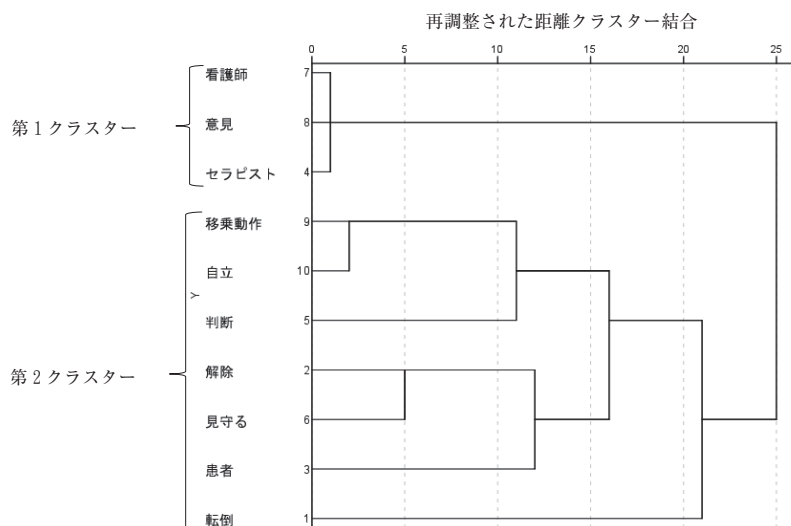 再調整された距離クラスター結合
0 5 10 15 20 25
看護師 7
第1クラスター
意見 8
セラピスト 4
移乗動作 9
自立 10
Y
判断 5
第2クラスター
解除 2
見守る 6
患者 3
転倒 1